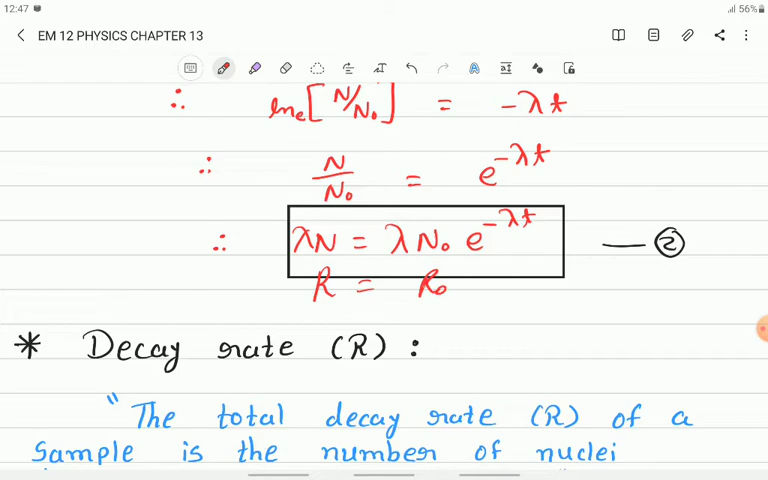 12:47 56%
EM 12 PHYSICS CHAPTER 13
∴ lne[N/N₀] = -λt
∴ N/N₀ = e^-λt
∴ λN = λN₀ e^-λt — ②
R = R₀
* Decay rate (R) :
"The total decay rate (R) of a
sample is the number of nuclei